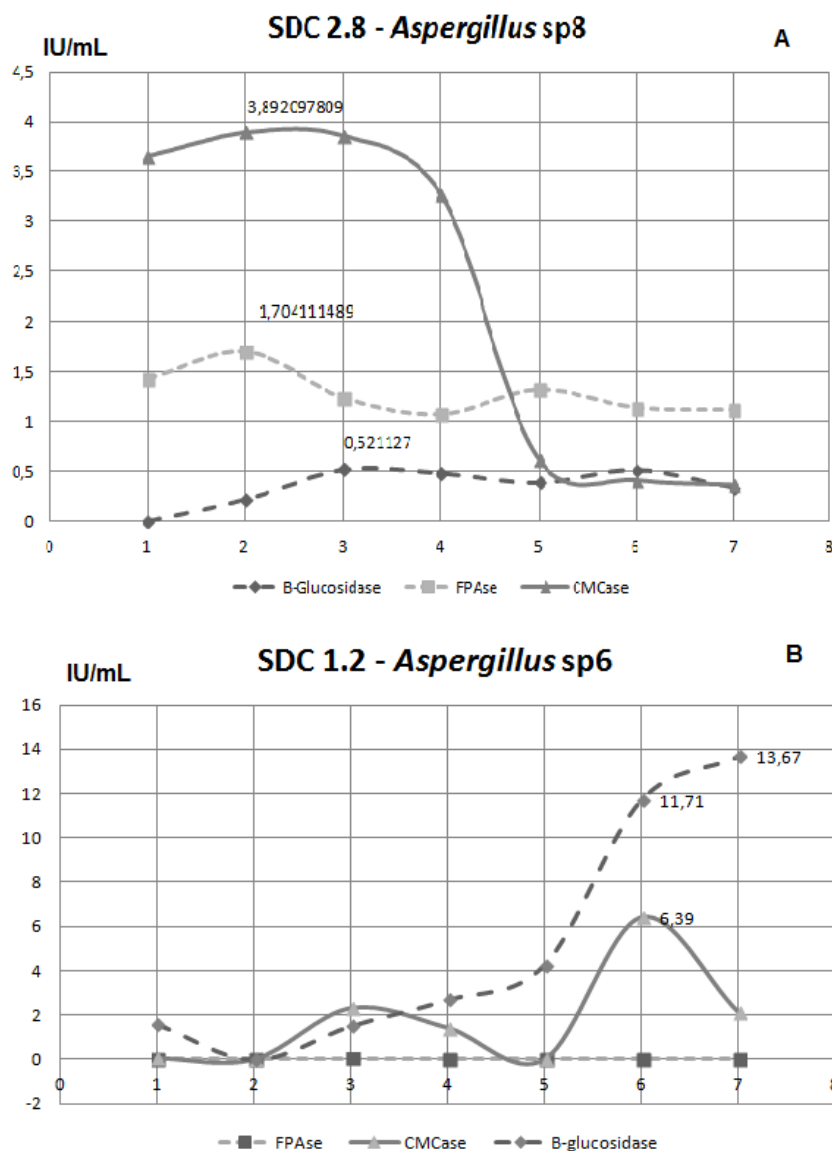 SDC 2.8 - Aspergillus sp8
A
IU/mL
4,5
4
3,5
3
2,5
2
1,5
1
0,5
0
3,892097809
1,704111489
0,521127
0 1 2 3 4 5 6 7 8
B-Glucosidase FPAse CMCase
SDC 1.2 - Aspergillus sp6
B
IU/mL
16
14
12
10
8
6
4
2
0
-2
13,67
11,71
6,39
0 1 2 3 4 5 6 7 8
FPAse CMCase B-glucosidase